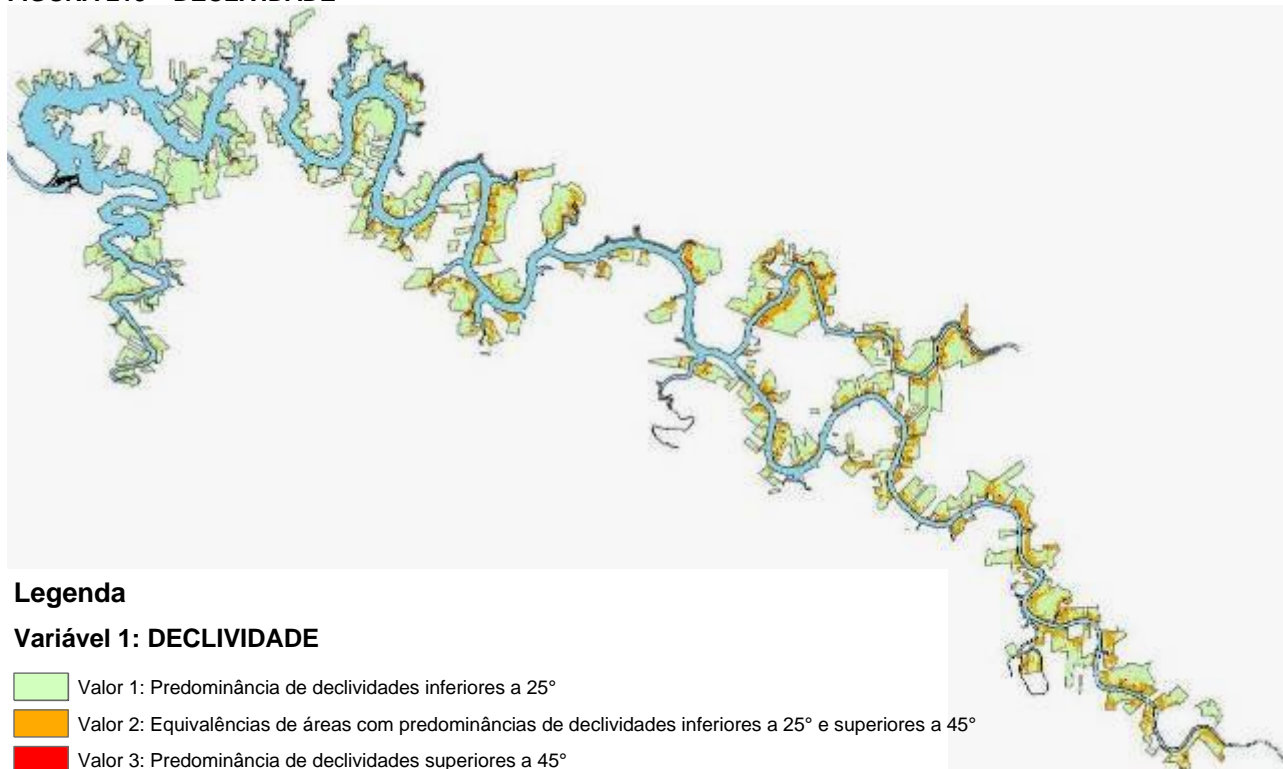 Legenda
Variável 1: DECLIVIDADE
Valor 1: Predominância de declividades inferiores a 25°
Valor 2: Equivalências de áreas com predominâncias de declividades inferiores a 25° e superiores a 45°
Valor 3: Predominância de declividades superiores a 45°